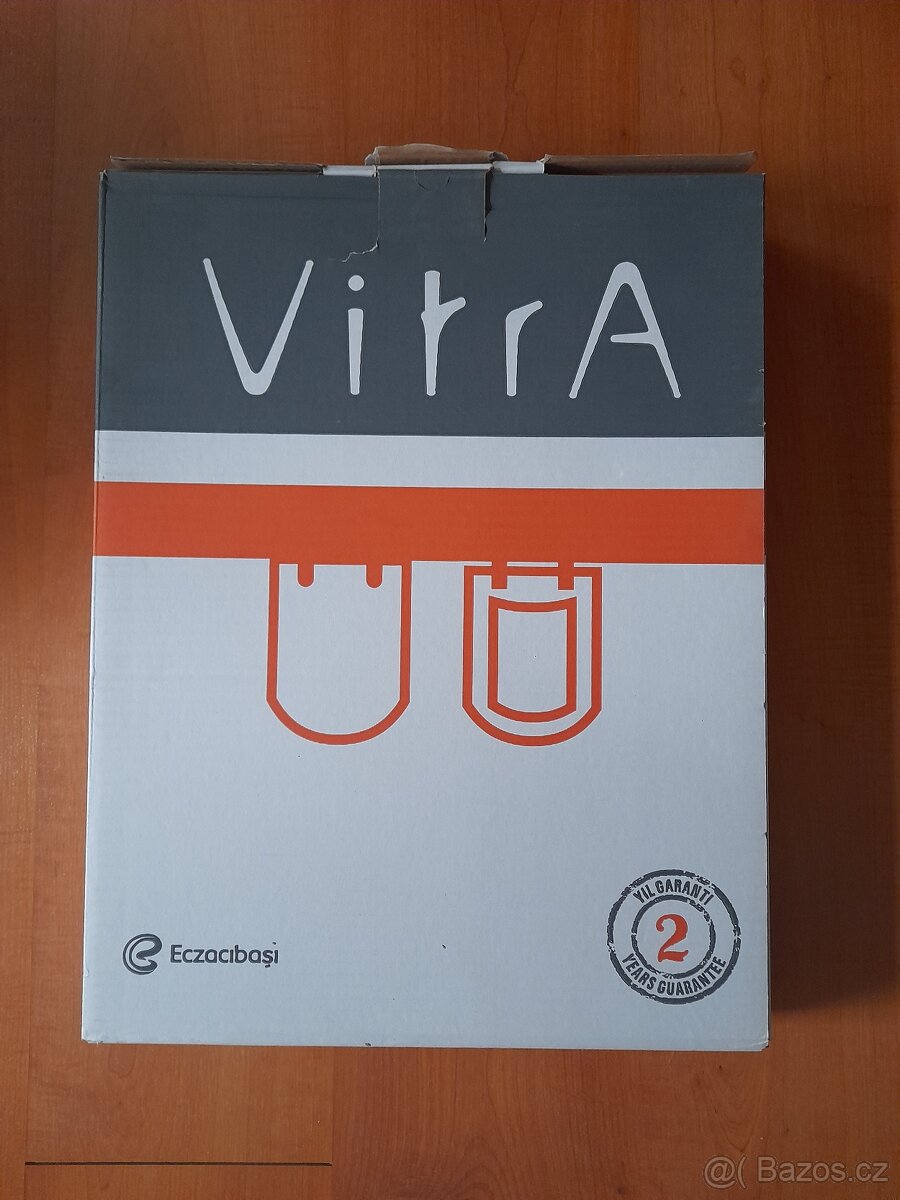 VitrA
Eczacıbaşı
YIL GARANTI
2
YEARS GUARANTEE
@( Bazos.cz